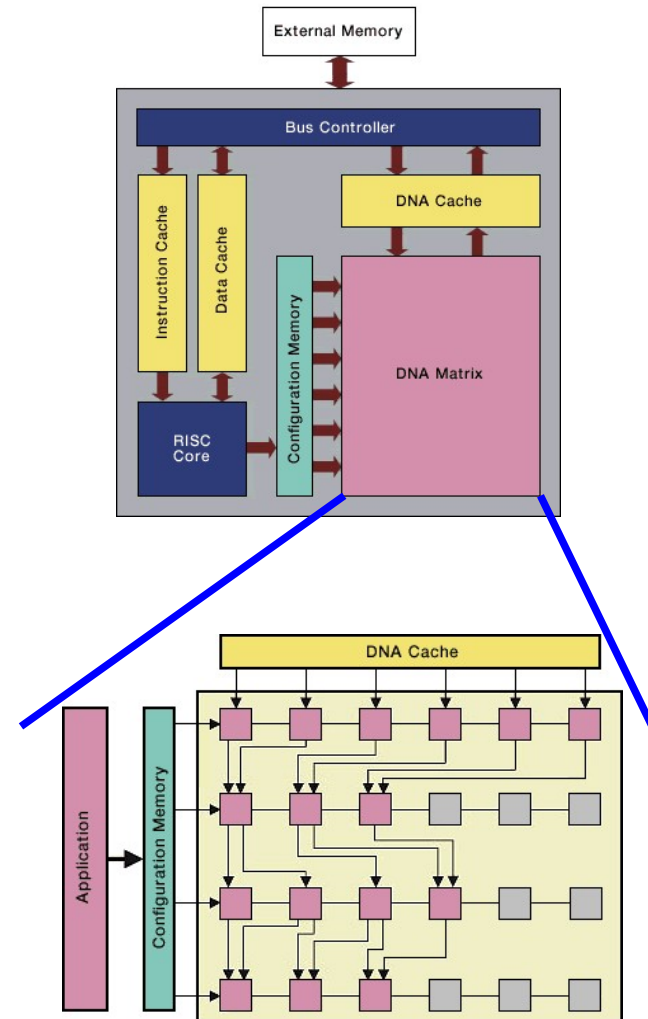 External Memory
Bus Controller
Instruction Cache
Data Cache
DNA Cache
Configuration Memory
DNA Matrix
RISC
Core
DNA Cache
Application
Configuration Memory